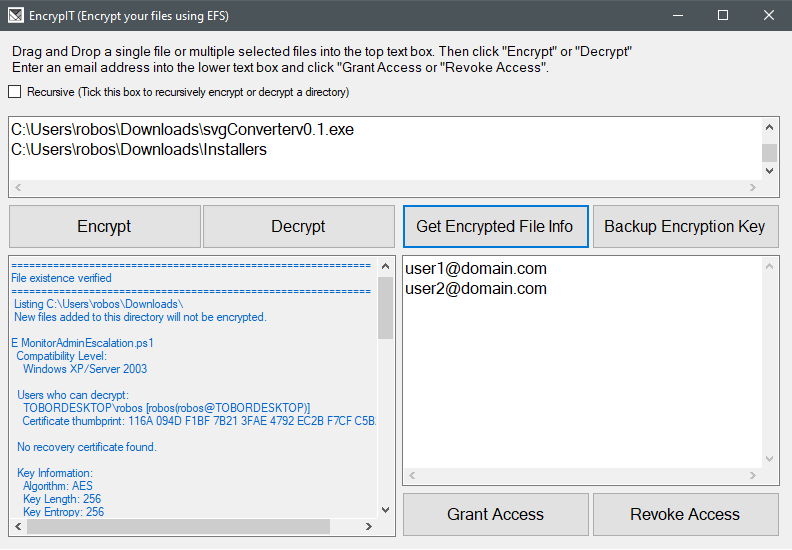 EncrypIT (Encrypt your files using EFS)
Drag and Drop a single file or multiple selected files into the top text box. Then click "Encrypt" or "Decrypt"
Enter an email address into the lower text box and click "Grant Access or "Revoke Access".
Recursive (Tick this box to recursively encrypt or decrypt a directory)
C:\Users\robos\Downloads\svgConverterv0.1.exe
C:\Users\robos\Downloads\Installers
Encrypt
Decrypt
Get Encrypted File Info
Backup Encryption Key
==============================================================
File existence verified
==============================================================
Listing C:\Users\robos\Downloads\
New files added to this directory will not be encrypted.
E MonitorAdminEscalation.ps1
Compatibility Level:
Windows XP/Server 2003
Users who can decrypt:
TOBORDESKTOP\robos [robos(robos@TOBORDESKTOP)]
Certificate thumbprint: 116A 094D F1BF 7B21 3FAE 4792 EC2B F7CF C5B
No recovery certificate found.
Key Information:
Algorithm: AES
Key Length: 256
Key Entropy: 256
user1@domain.com
user2@domain.com
Grant Access
Revoke Access